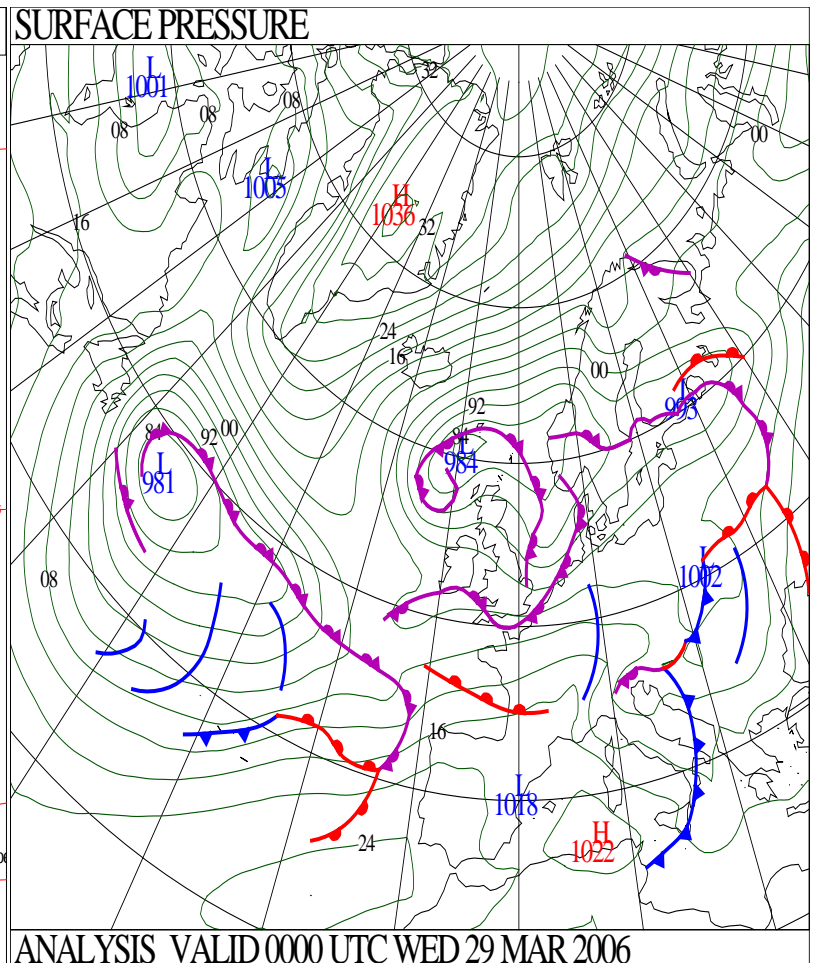 SURFACE PRESSURE
L
1001
32
08
08
08
00
L
1005
H
1036
16
32
24
16
00
92
L
993
84
92
00
84
L
984
L
981
08
L
1002
16
L
1018
H
1022
24
ANALYSIS VALID 0000 UTC WED 29 MAR 2006